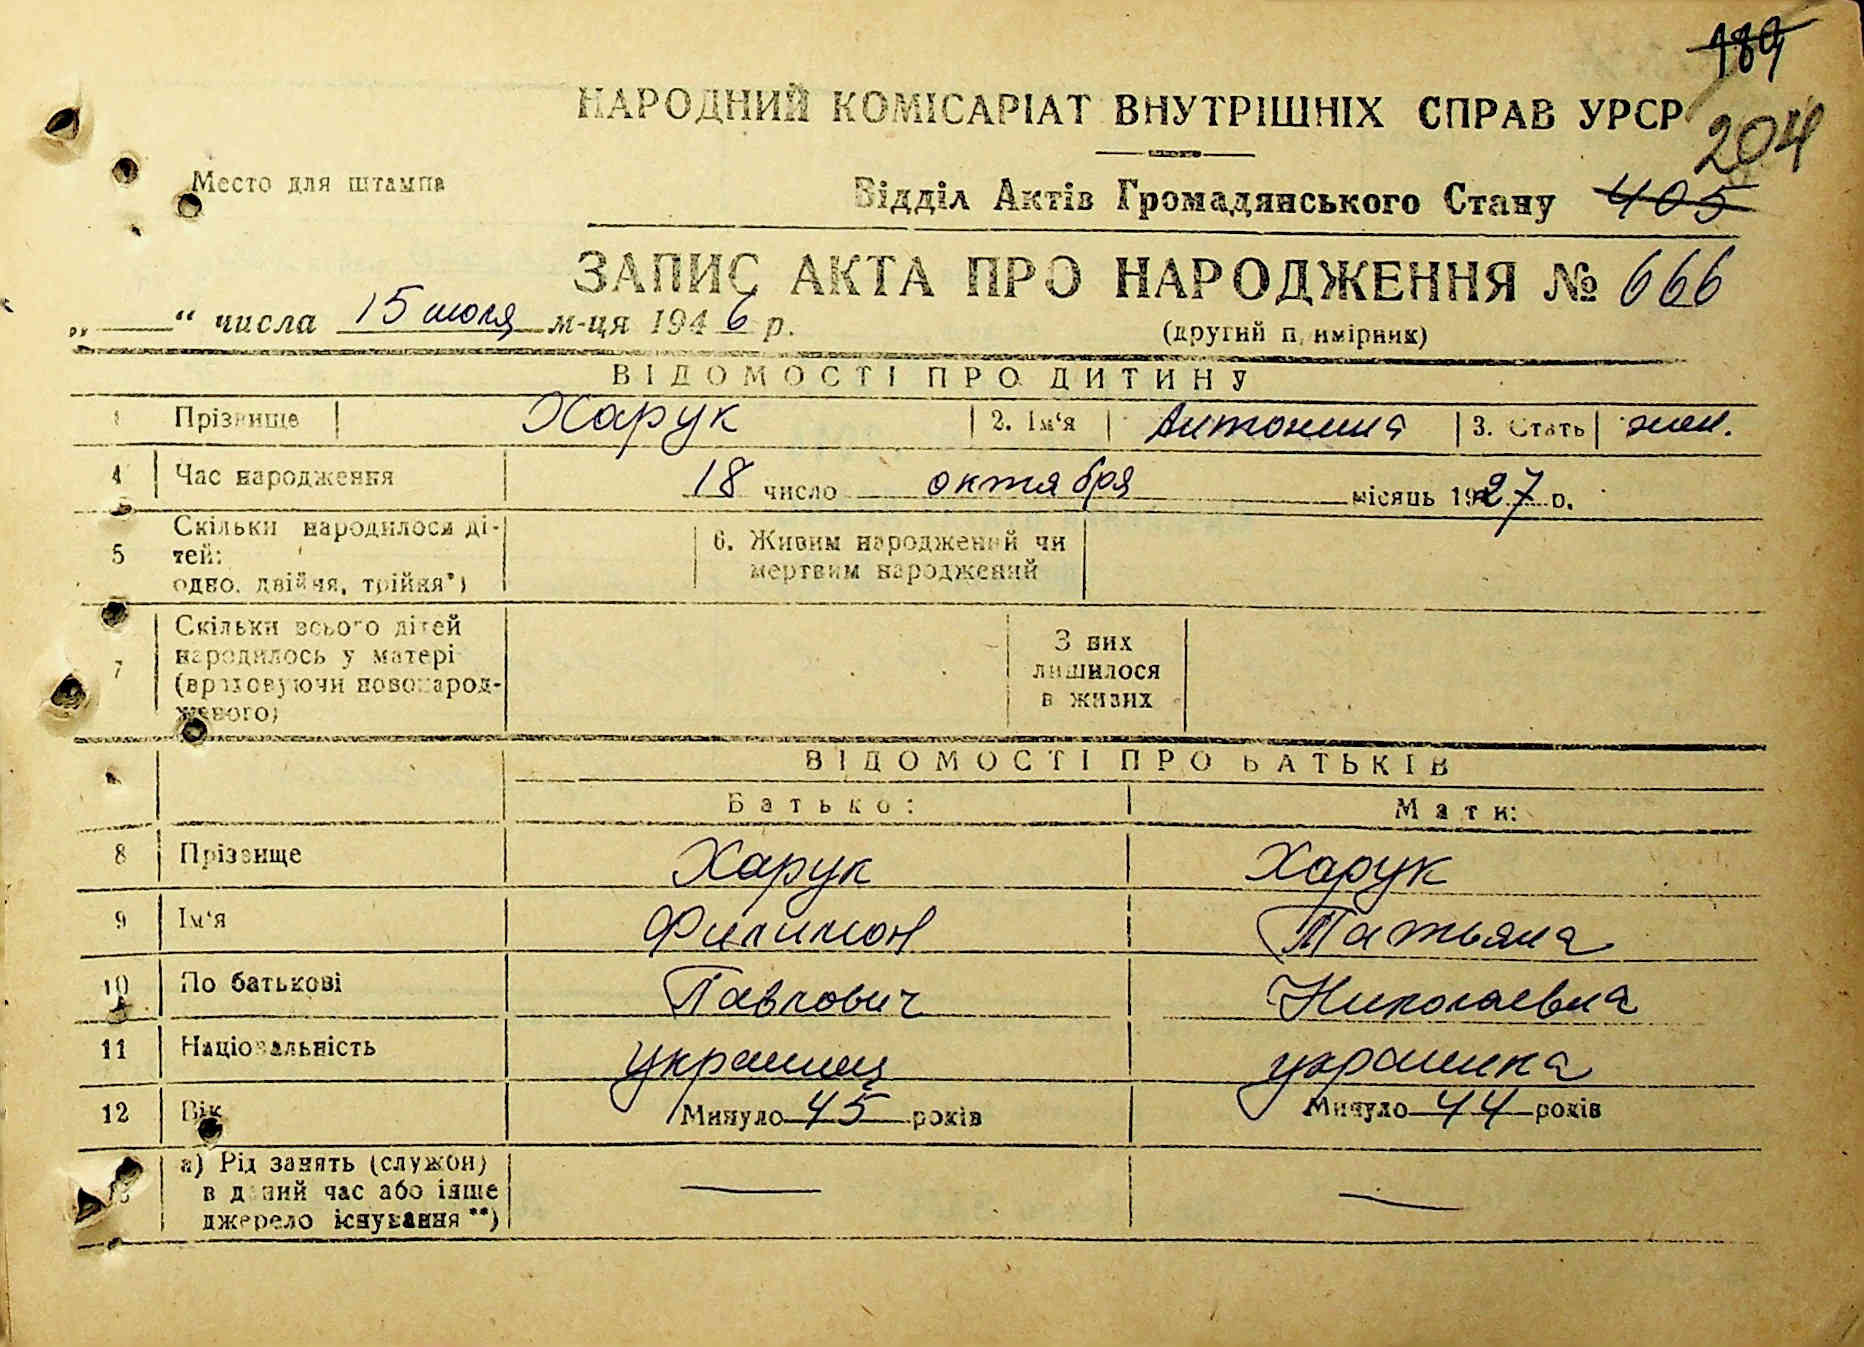 189
НАРОДНИЙ КОМІСАРІАТ ВНУТРІШНІХ СПРАВ УРСР
204
Место для штампа
Відділ Актів Громадянського Стану 405
ЗАПИС АКТА ПРО НАРОДЖЕННЯ № 666
„ “ числа 15 июля м-ця 1946 р.
(другий примірник)
ВІДОМОСТІ ПРО ДИТИНУ
1 Прізвище Харук 2. Ім‘я Антонина 3. Стать жен.
4 Час народження 18 число октября місяць 1927 р.
5 Скільки народилося ді-
тей:
одно, двійня, трійня*)
6. Живим народжений чи
мертвим народжений
7 Скільки всього дітей
народилось у матері
(враховуючи новонарод-
женого)
З них
лишилося
в живих
ВІДОМОСТІ ПРО БАТЬКІВ
Батько: Мати:
8 Прізвище Харук Харук
9 Ім‘я Филимон Татьяна
10 По батькові Павлович Николаевна
11 Національність украинец украинка
12 Вік Минуло 45 років Минуло 44 років
13 а) Рід занять (служби)
в даний час або інше
джерело існування**) — —